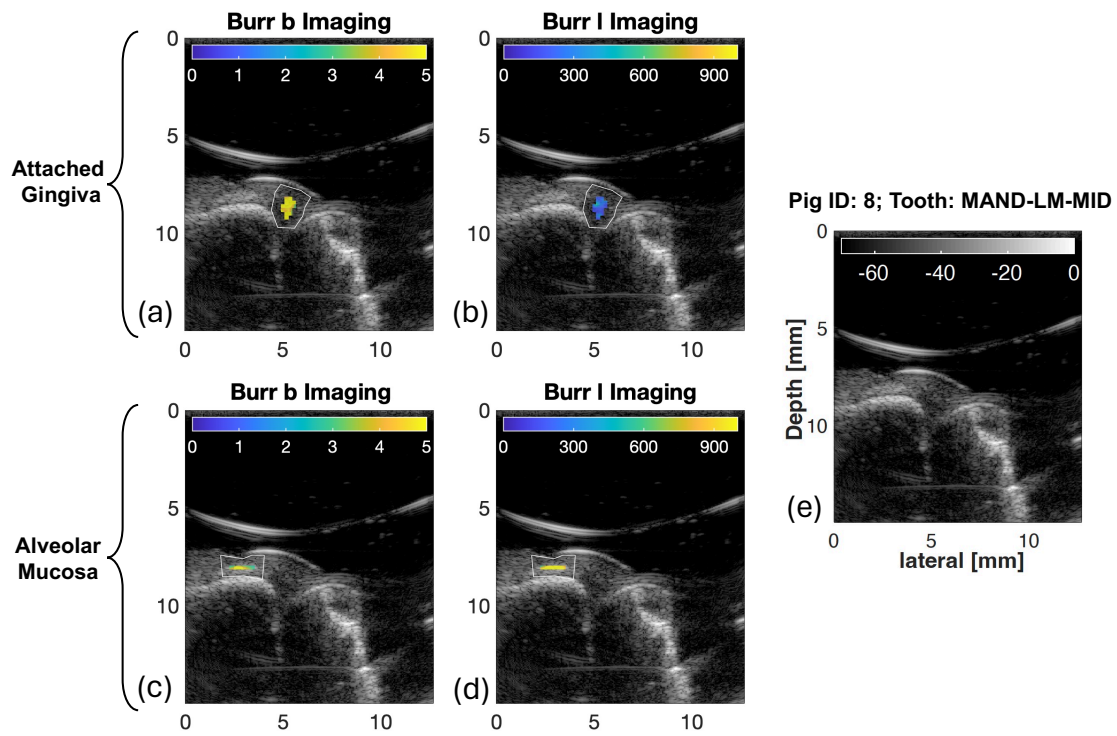 Burr b Imaging
0
0 1 2 3 4 5
5
10
(a)
0 5 10
Burr l Imaging
0 300 600 900
(b)
0 5 10
Attached
Gingiva
Burr b Imaging
0
0 1 2 3 4 5
5
10
(c)
0 5 10
Burr l Imaging
0 300 600 900
(d)
0 5 10
Alveolar
Mucosa
Pig ID: 8; Tooth: MAND-LM-MID
0
-60 -40 -20 0
5
Depth [mm]
10
(e)
0 5 10
lateral [mm]